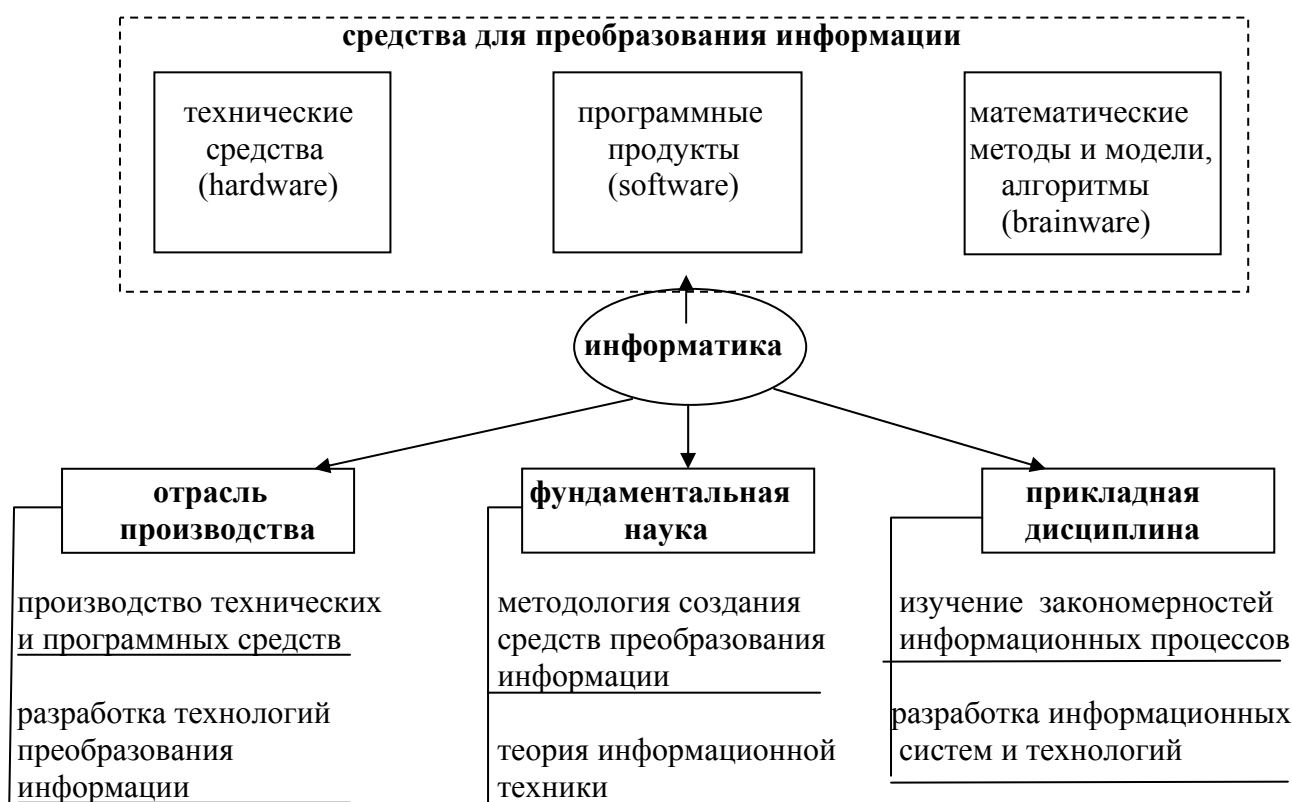 средства для преобразования информации
технические
средства
(hardware)
программные
продукты
(software)
математические
методы и модели,
алгоритмы
(brainware)
информатика
отрасль
производства
производство технических
и программных средств
разработка технологий
преобразования
информации
фундаментальная
наука
методология создания
средств преобразования
информации
теория информационной
техники
прикладная
дисциплина
изучение закономерностей
информационных процессов
разработка информационных
систем и технологий